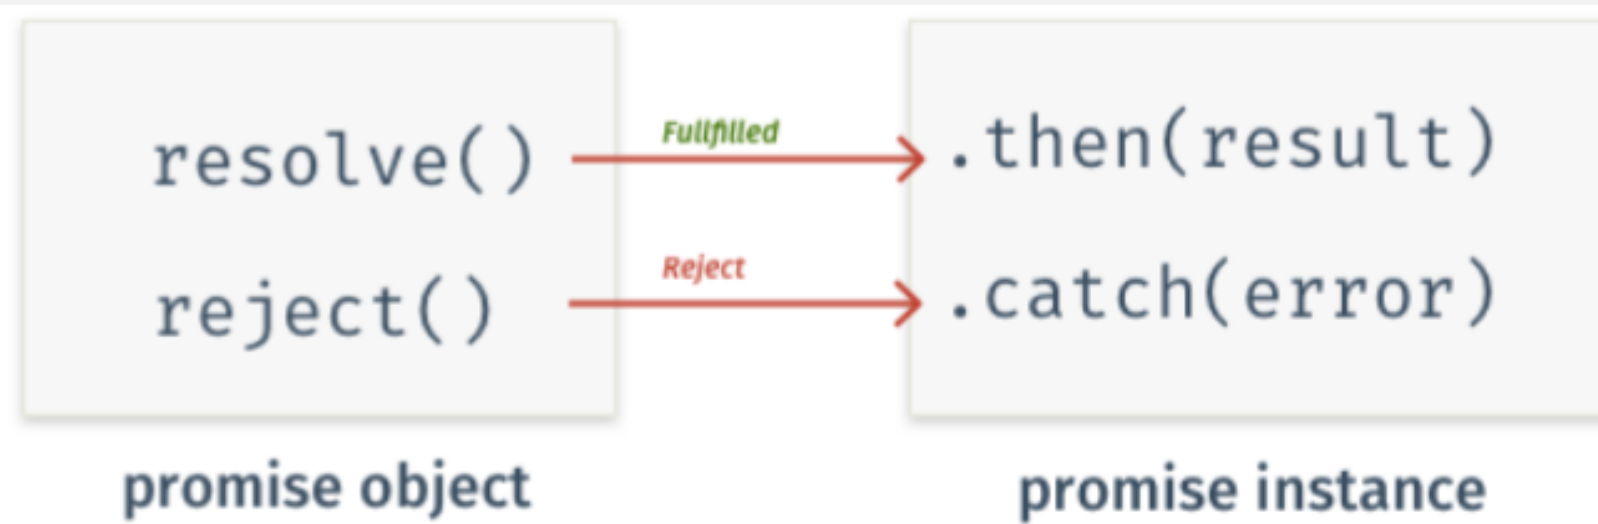 resolve()
Fullfilled
.then(result)
reject()
Reject
.catch(error)
promise object
promise instance